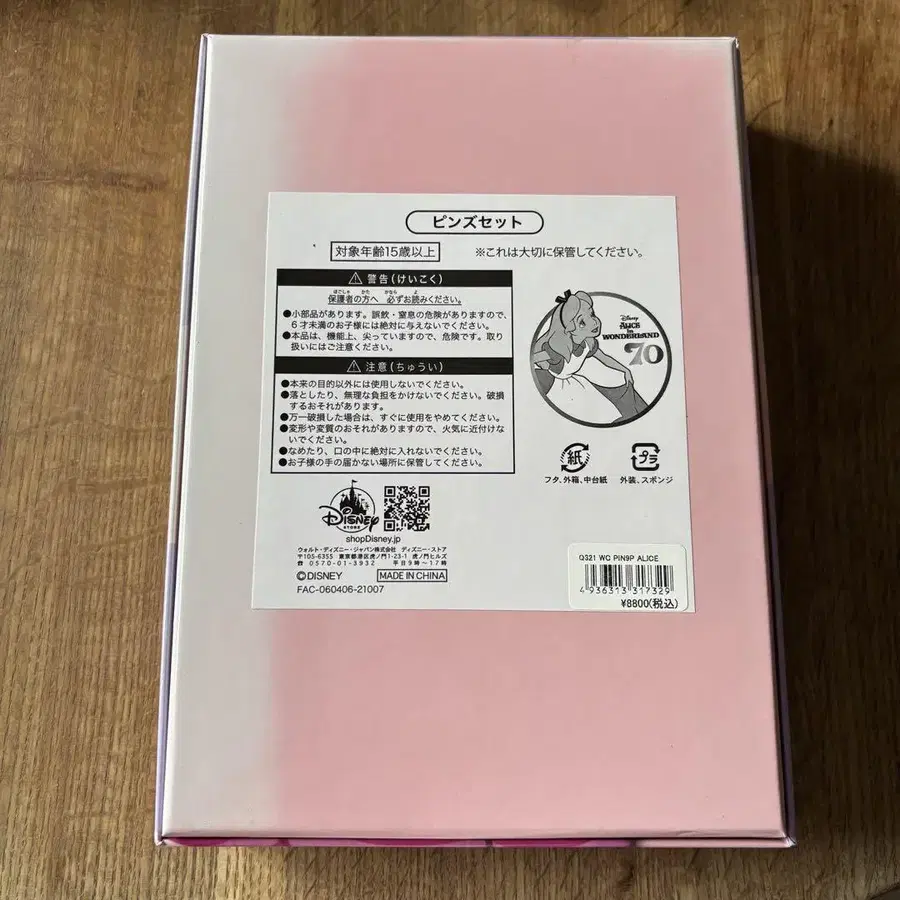 ピンズセット
対象年齢15歳以上
※これは大切に保管してください。
⚠ 警告(けいこく)
ほごしゃ かた かなら よ
保護者の方へ 必ずお読みください。
●小部品があります。誤飲・窒息の危険がありますので、
6才未満のお子様には絶対に与えないでください。
●本品は、機能上、尖っていますので、危険です。取り
扱いにはご注意ください。
⚠ 注意(ちゅうい)
●本来の目的以外には使用しないでください。
●落としたり、無理な負担をかけないでください。破損
するおそれがあります。
●万一破損した場合は、すぐに使用をやめてください。
●変形や変質のおそれがありますので、火気に近付けな
いでください。
●なめたり、口の中に絶対に入れないでください。
●お子様の手の届かない場所に保管してください。
Disney
ALICE
in
WONDERLAND
70
紙
フタ、外箱、中台紙
プラ
外装、スポンジ
Disney
STORE
shopDisney.jp
ウォルト・ディズニー・ジャパン株式会社 ディズニー・ストア
〒105-6355 東京都港区虎ノ門1-23-1 虎ノ門ヒルズ
☎ 0570-01-3932 平日9時〜17時
©DISNEY
MADE IN CHINA
FAC-060406-21007
Q321 WC PIN9P ALICE
4 936313 317329
¥8800(税込)